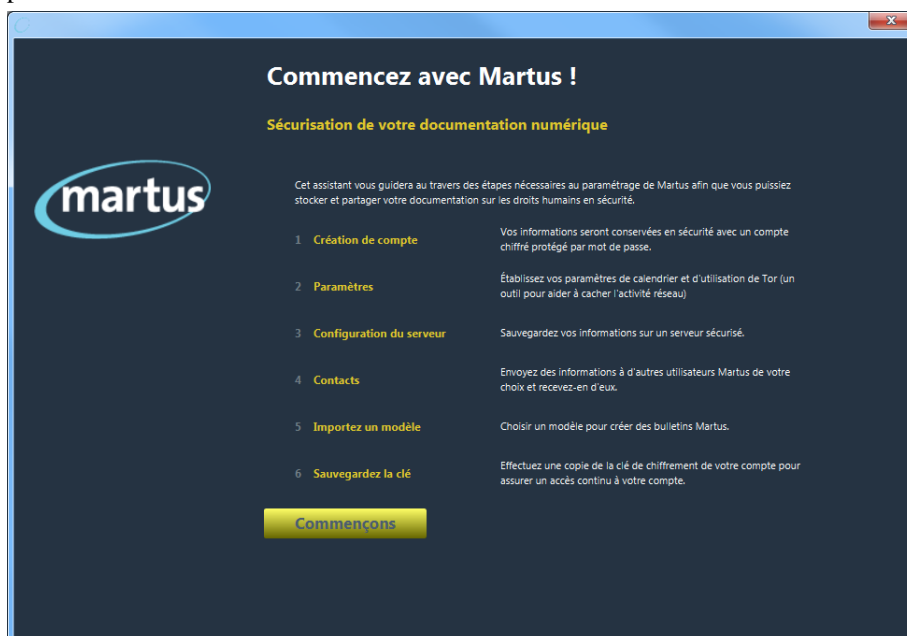 Commencez avec Martus !
Sécurisation de votre documentation numérique
martus
Cet assistant vous guidera au travers des étapes nécessaires au paramétrage de Martus afin que vous puissiez
stocker et partager votre documentation sur les droits humains en sécurité.
1 Création de compte
Vos informations seront conservées en sécurité avec un compte
chiffré protégé par mot de passe.
2 Paramètres
Établissez vos paramètres de calendrier et d'utilisation de Tor (un
outil pour aider à cacher l'activité réseau)
3 Configuration du serveur
Sauvegardez vos informations sur un serveur sécurisé.
4 Contacts
Envoyez des informations à d'autres utilisateurs Martus de votre
choix et recevez-en d'eux.
5 Importez un modèle
Choisir un modèle pour créer des bulletins Martus.
6 Sauvegardez la clé
Effectuez une copie de la clé de chiffrement de votre compte pour
assurer un accès continu à votre compte.
Commençons